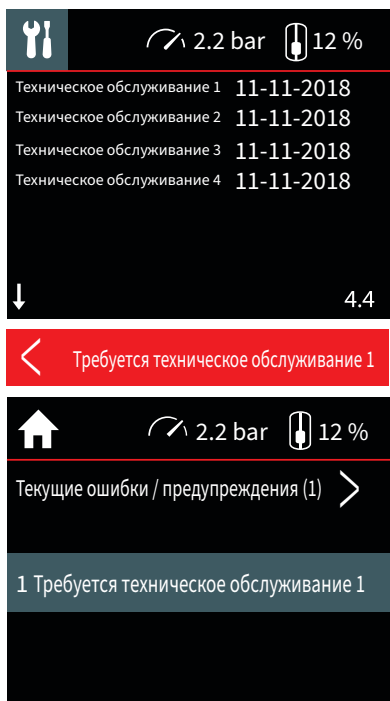 2.2 bar 12 %
Техническое обслуживание 1 11-11-2018
Техническое обслуживание 2 11-11-2018
Техническое обслуживание 3 11-11-2018
Техническое обслуживание 4 11-11-2018
4.4
Требуется техническое обслуживание 1
2.2 bar 12 %
Текущие ошибки / предупреждения (1)
1 Требуется техническое обслуживание 1